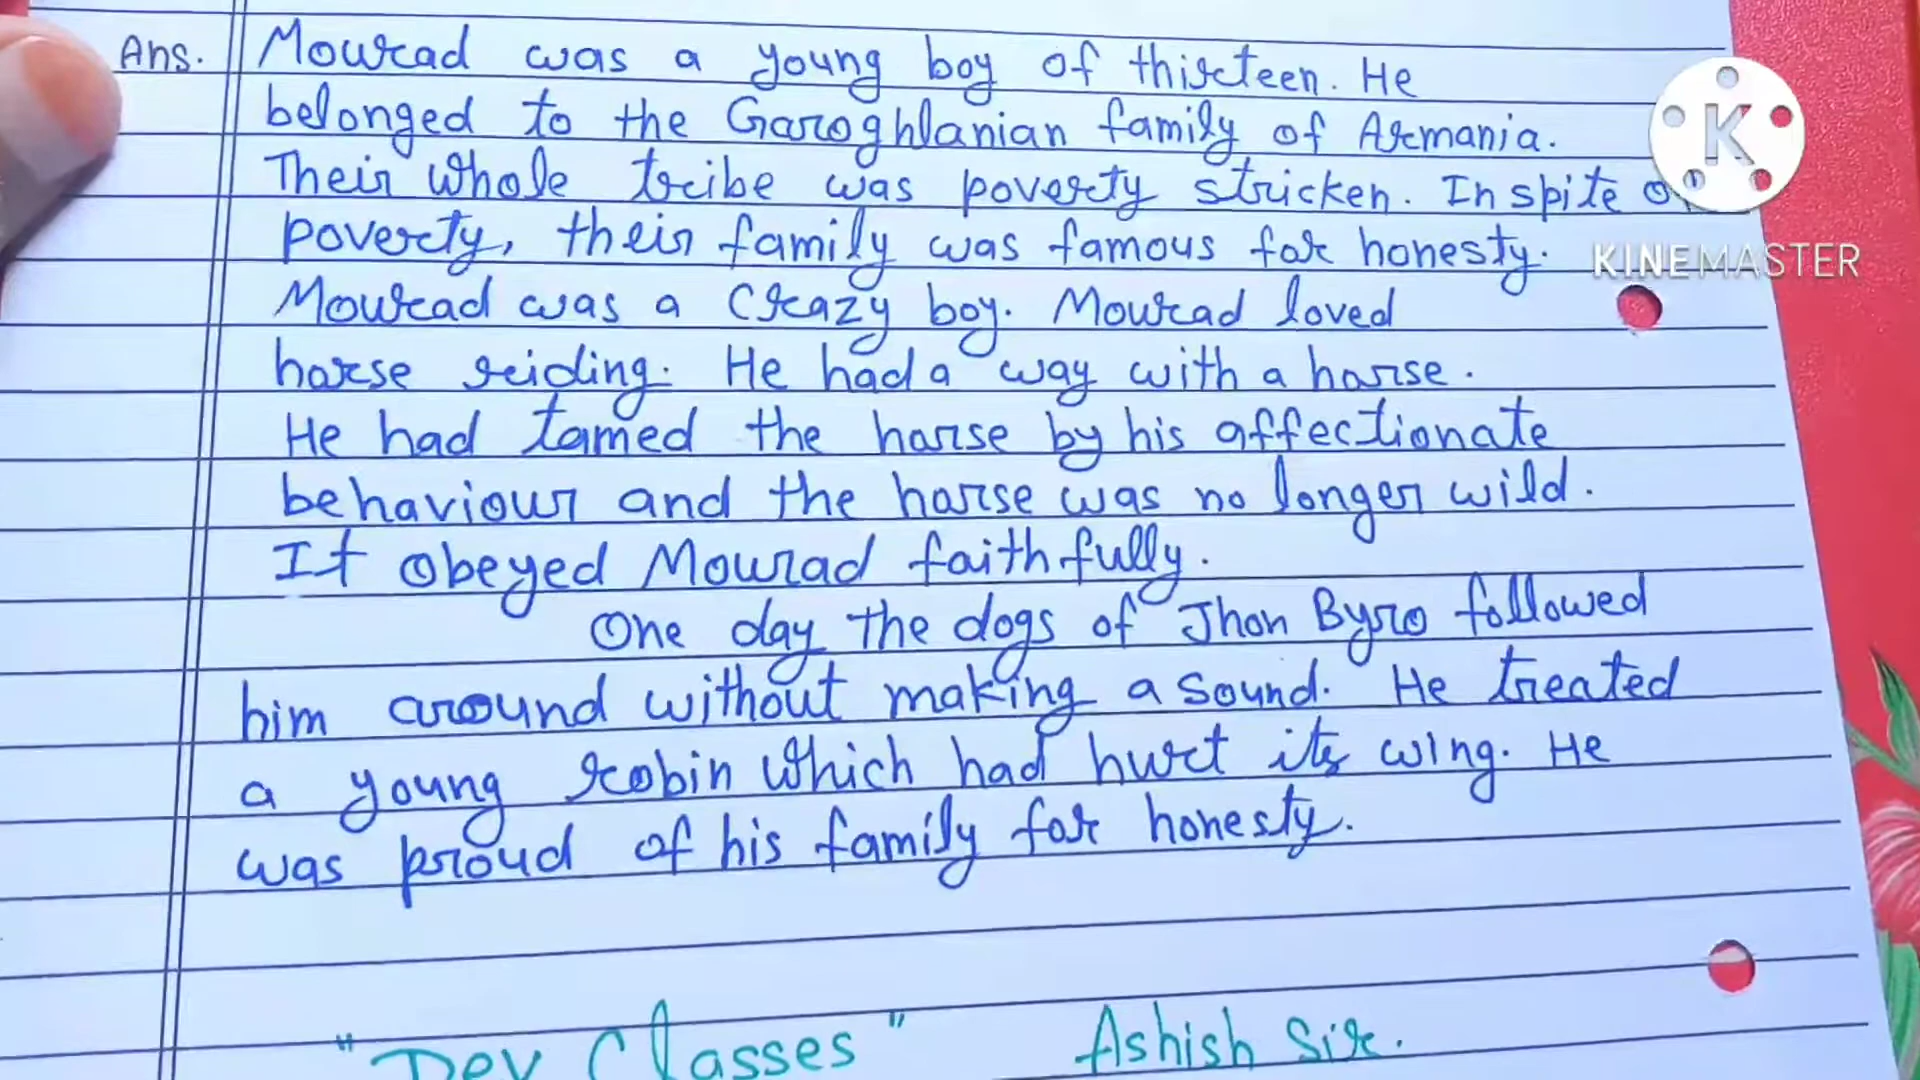 Ans. Mourad was a young boy of thirteen. He
belonged to the Garoghlanian family of Armania.
Their whole tribe was poverty stricken. In spite of
poverty, their family was famous for honesty.
Mourad was a Crazy boy. Mourad loved
horse riding. He had a way with a horse.
He had tamed the horse by his affectionate
behaviour and the horse was no longer wild.
It obeyed Mourad faithfully.
One day the dogs of Jhon Byro followed
him around without making a sound. He treated
a young robin which had hurt its wing. He
was proud of his family for honesty.
"Dev Classes" Ashish Sir.
K
KINEMASTER